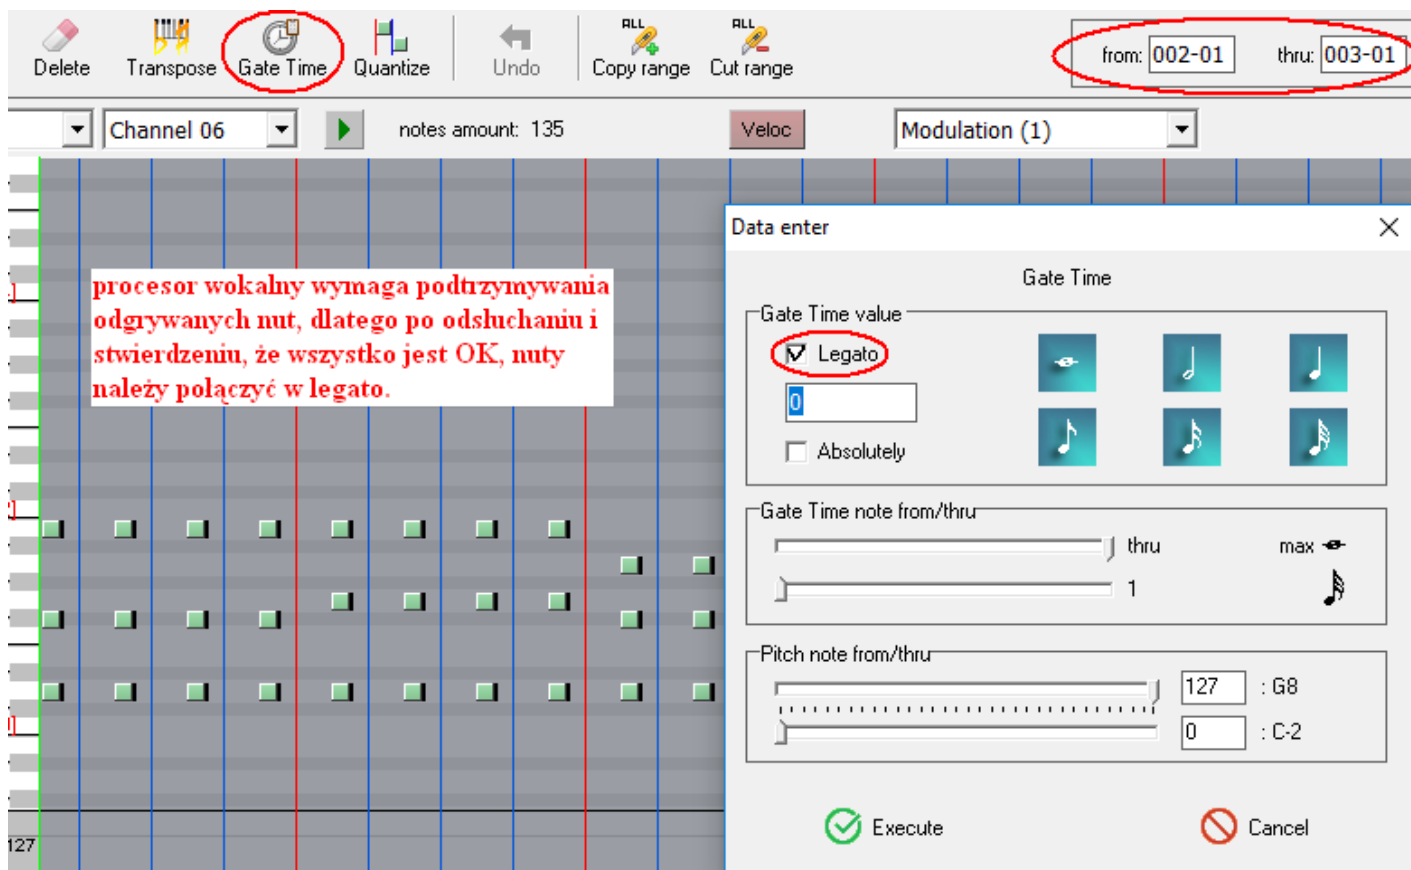 ALL ALL
Delete Transpose Gate Time Quantize Undo Copy range Cut range from: 002-01 thru: 003-01
Channel 06 notes amount: 135 Veloc Modulation (1)
Data enter
Gate Time
procesor wokalny wymaga podtrzymywania
odgrywanych nut, dlatego po odsłuchaniu i
stwierdzeniu, że wszystko jest OK, nuty
należy połączyć w legato.
Gate Time value
Legato
0
Absolutely
Gate Time note from/thru
thru max
1
Pitch note from/thru
127 : G8
0 : C-2
Execute Cancel
127